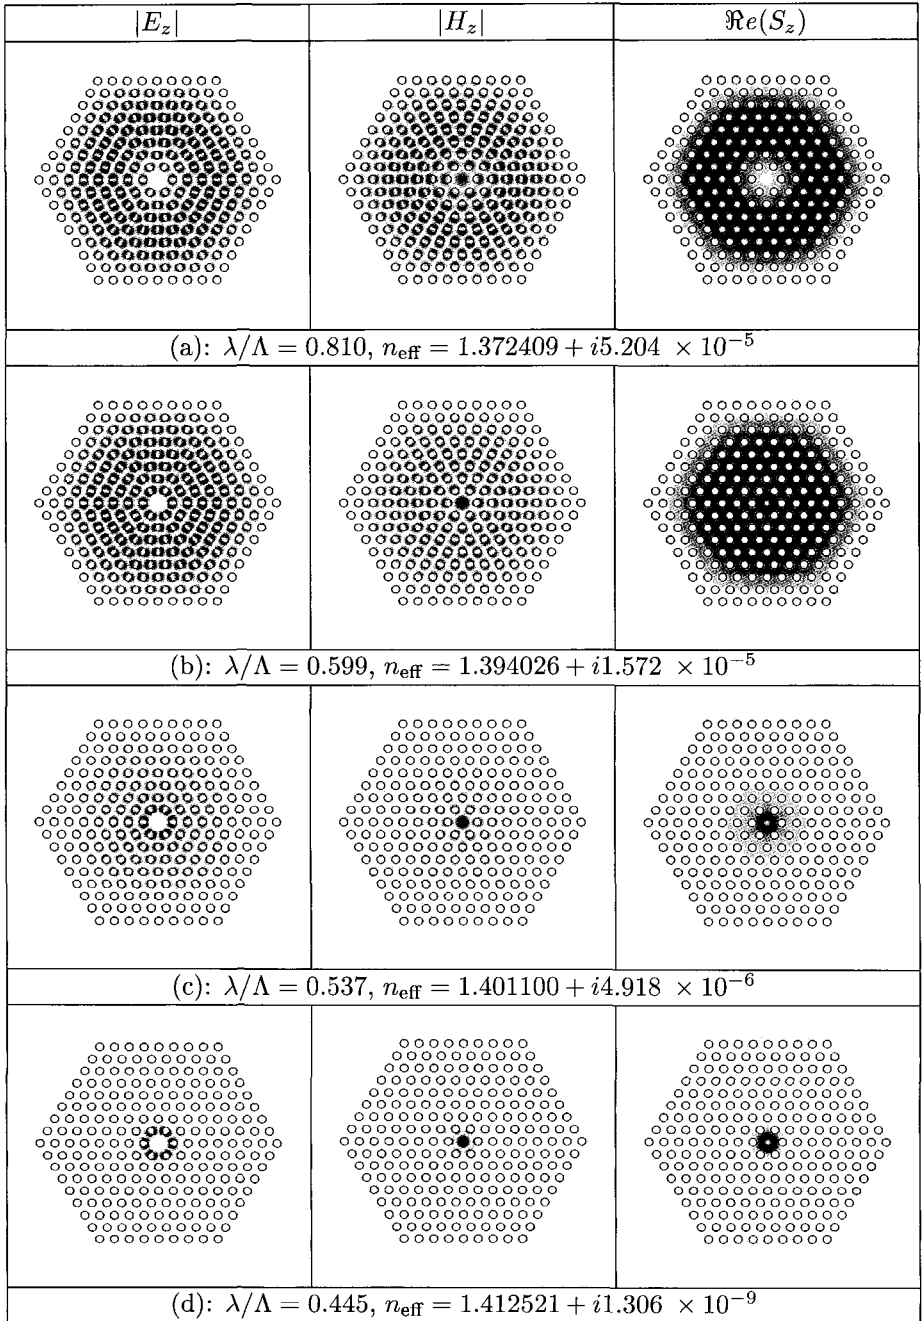 |E_z| |H_z| ℜe(S_z)
(a): λ/Λ = 0.810, n_eff = 1.372409 + i5.204 × 10^−5
(b): λ/Λ = 0.599, n_eff = 1.394026 + i1.572 × 10^−5
(c): λ/Λ = 0.537, n_eff = 1.401100 + i4.918 × 10^−6
(d): λ/Λ = 0.445, n_eff = 1.412521 + i1.306 × 10^−9